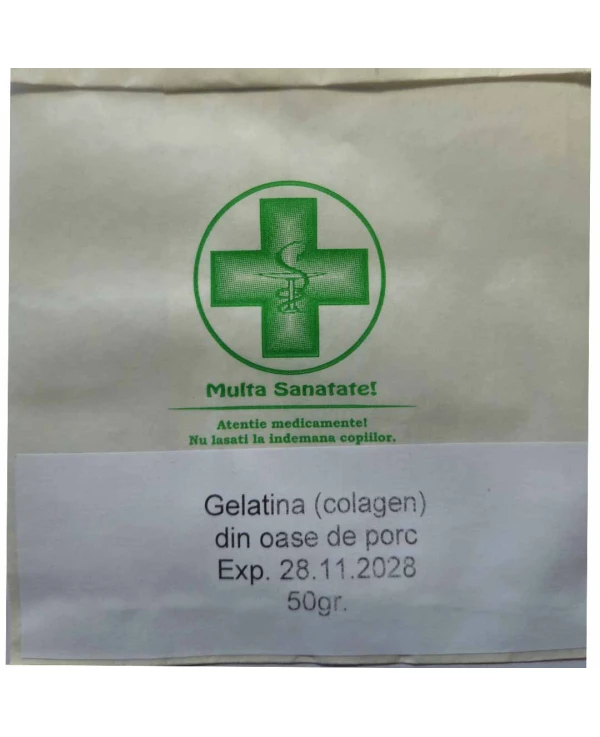 Multa Sanatate!
Atentie medicamente!
Nu lasati la indemana copiilor.
Gelatina (colagen)
din oase de porc
Exp. 28.11.2028
50gr.